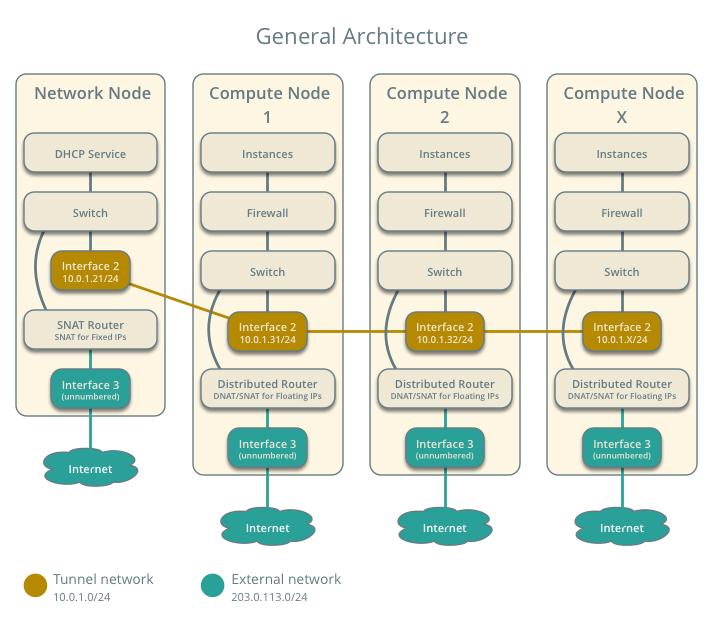 General Architecture
Network Node
DHCP Service
Switch
Interface 2
10.0.1.21/24
SNAT Router
SNAT for Fixed IPs
Interface 3
(unnumbered)
Internet
Compute Node
1
Instances
Firewall
Switch
Interface 2
10.0.1.31/24
Distributed Router
DNAT/SNAT for Floating IPs
Interface 3
(unnumbered)
Internet
Compute Node
2
Instances
Firewall
Switch
Interface 2
10.0.1.32/24
Distributed Router
DNAT/SNAT for Floating IPs
Interface 3
(unnumbered)
Internet
Compute Node
X
Instances
Firewall
Switch
Interface 2
10.0.1.X/24
Distributed Router
DNAT/SNAT for Floating IPs
Interface 3
(unnumbered)
Internet
Tunnel network
10.0.1.0/24
External network
203.0.113.0/24